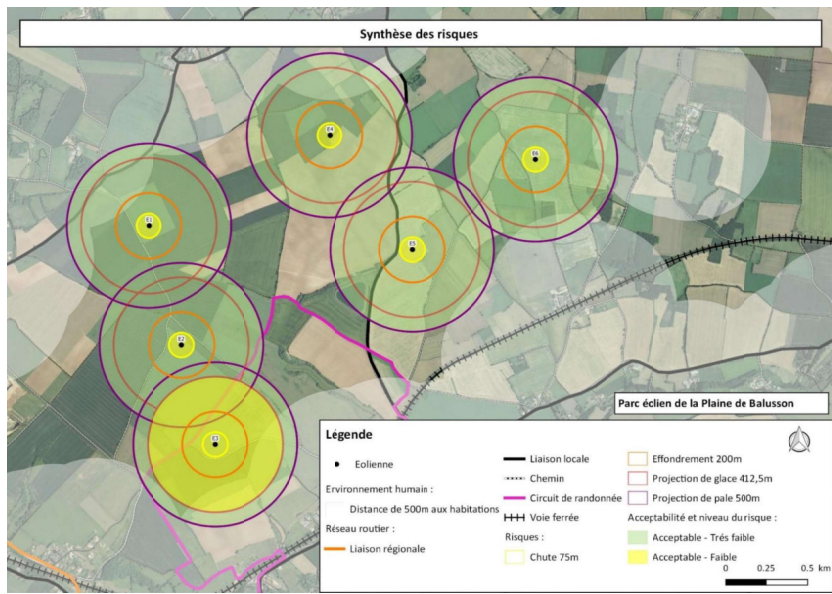 Synthèse des risques
E4
E6
E1
E5
E2
E3
Parc éolien de la Plaine de Balusson
Légende
Eolienne
Environnement humain :
Distance de 500m aux habitations
Réseau routier :
Liaison régionale
Liaison locale
Chemin
Circuit de randonnée
Voie ferrée
Risques :
Chute 75m
Effondrement 200m
Projection de glace 412,5m
Projection de pale 500m
Acceptabilité et niveau du risque :
Acceptable - Trés faible
Acceptable - Faible
0 0.25 0.5 km